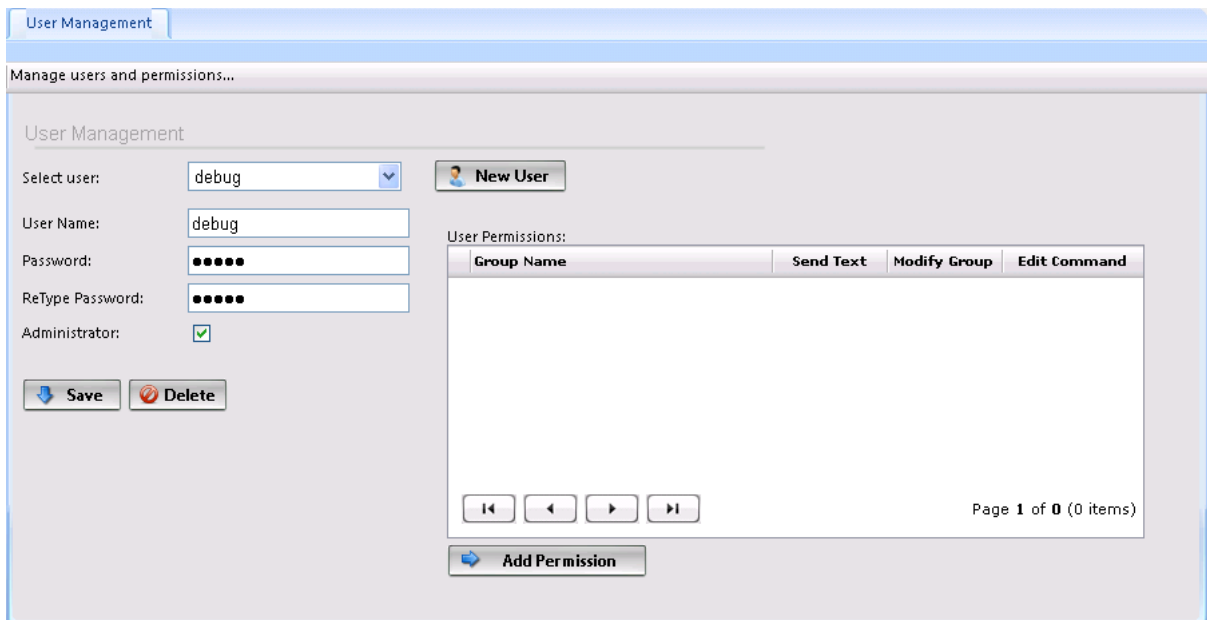 User Management
Manage users and permissions...
User Management
Select user: debug New User
User Name: debug
Password: ●●●●●
ReType Password: ●●●●●
Administrator:
Save Delete
User Permissions:
Group Name Send Text Modify Group Edit Command
Page 1 of 0 (0 items)
Add Permission